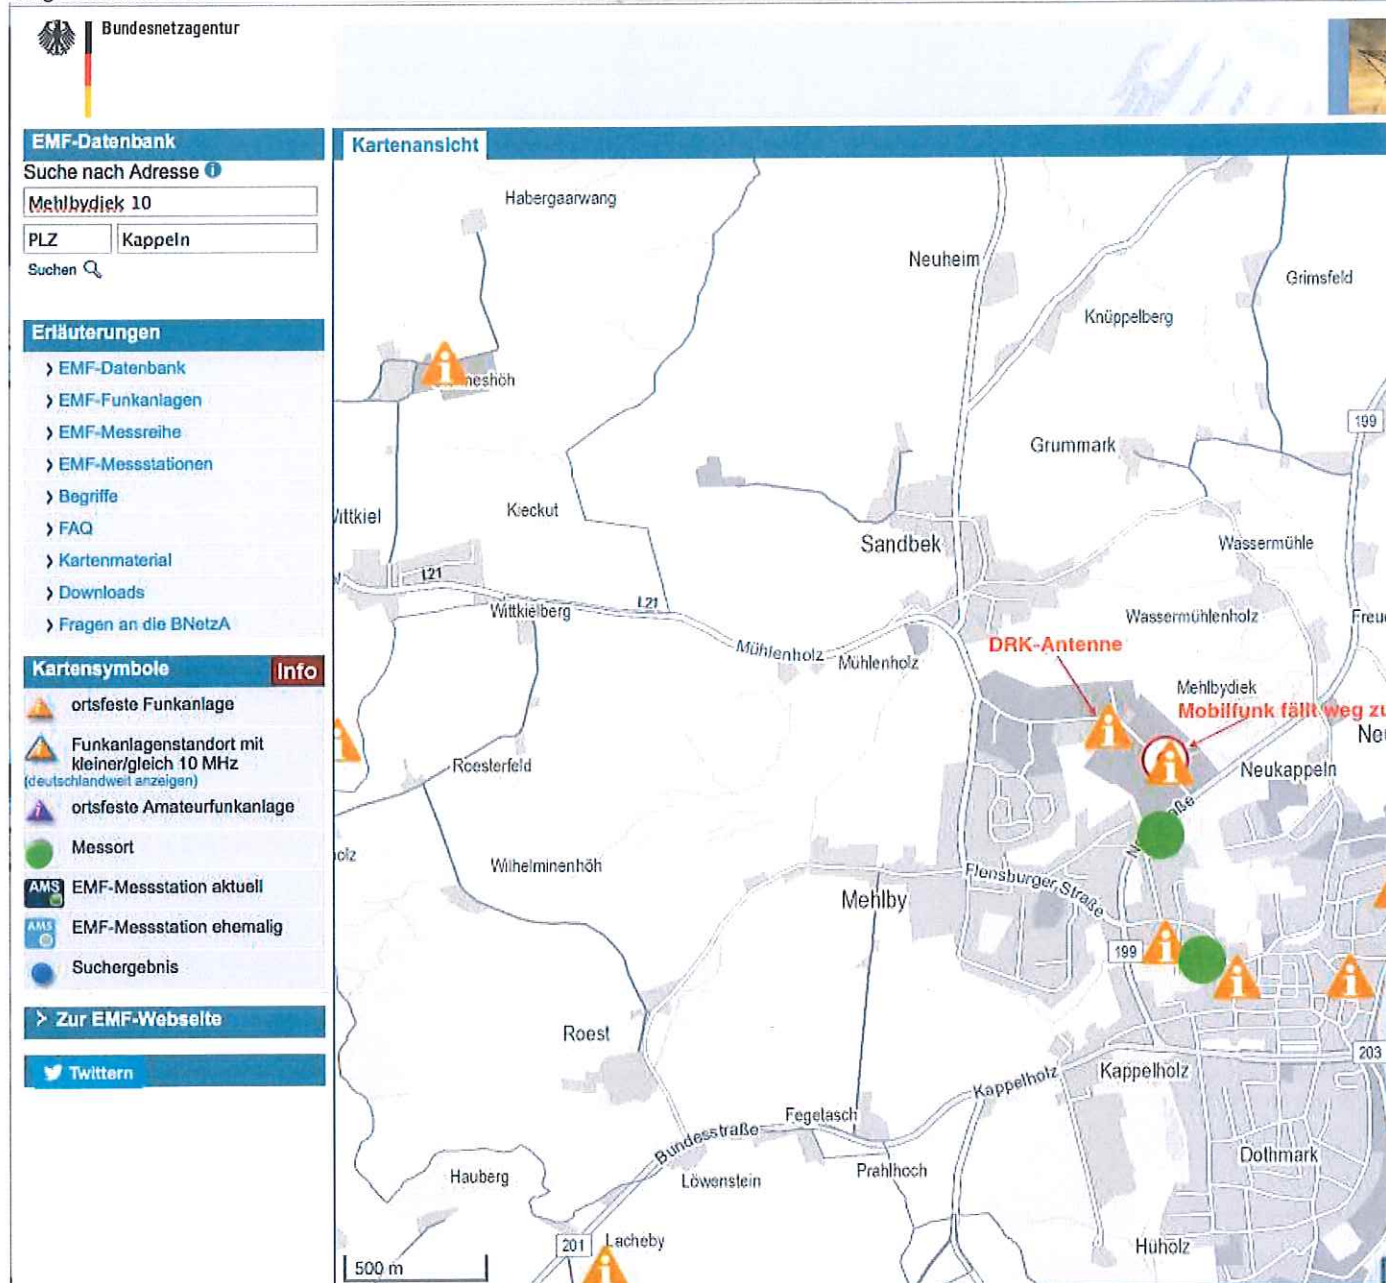 Bundesnetzagentur
EMF-Datenbank
Suche nach Adresse
Mehlbydiek 10
PLZ Kappeln
Suchen
Erläuterungen
EMF-Datenbank
EMF-Funkanlagen
EMF-Messreihe
EMF-Messstationen
Begriffe
FAQ
Kartenmaterial
Downloads
Fragen an die BNetzA
Kartensymbole Info
ortsfeste Funkanlage
Funkanlagenstandort mit
kleiner/gleich 10 MHz
(deutschlandweit anzeigen)
ortsfeste Amateurfunkanlage
Messort
AMS EMF-Messstation aktuell
AMS EMF-Messstation ehemalig
Suchergebnis
> Zur EMF-Webseite
Twittern
Kartenansicht
Habergaarwang
Neuheim
Grimsfeld
Knüppelberg
neshöh
199
Grummark
Kieckut
Sandbek
Wassermühle
L21
L21
Wittkielberg
Wassermühlenholz
Mühlenholz
Mühlenholz
DRK-Antenne
Mehlbydiek
Mobilfunk fällt weg zu
Roesterfeld
Neukappeln
Wilhelminenhöh
Flensburger Straße
Mehlby
199
Roest
203
Kappelholz
Kappelholz
Fegetasch
Bundesstraße
Dothmark
Prahlhoch
Hauberg
Löwenstein
201
Lacheby
Hüholz
500 m